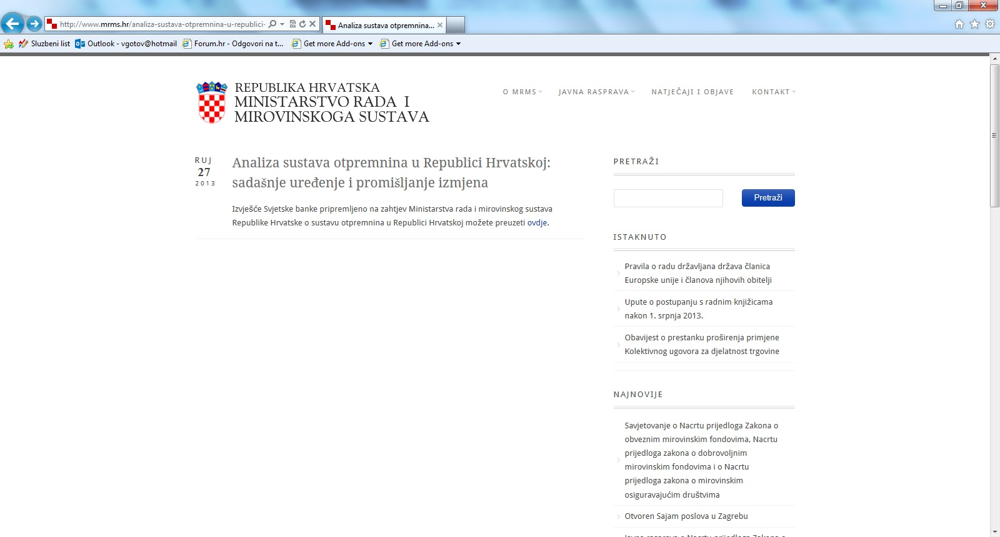 http://www.mrms.hr/analiza-sustava-otpremnina-u-republici-
Analiza sustava otpremnina...
Sluzbeni list
Outlook - vgotov@hotmail
Forum.hr - Odgovori na t...
Get more Add-ons
Get more Add-ons
REPUBLIKA HRVATSKA
MINISTARSTVO RADA I
MIROVINSKOGA SUSTAVA
O MRMS
JAVNA RASPRAVA
NATJEČAJI I OBJAVE
KONTAKT
RUJ
27
2013
Analiza sustava otpremnina u Republici Hrvatskoj:
sadašnje uređenje i promišljanje izmjena
Izvješće Svjetske banke pripremljeno na zahtjev Ministarstva rada i mirovinskog sustava
Republike Hrvatske o sustavu otpremnina u Republici Hrvatskoj možete preuzeti ovdje.
PRETRAŽI
Pretraži
ISTAKNUTO
Pravila o radu državljana država članica
Europske unije i članova njihovih obitelji
Upute o postupanju s radnim knjižicama
nakon 1. srpnja 2013.
Obavijest o prestanku proširenja primjene
Kolektivnog ugovora za djelatnost trgovine
NAJNOVIJE
Savjetovanje o Nacrtu prijedloga Zakona o
obveznim mirovinskim fondovima, Nacrtu
prijedloga zakona o dobrovoljnim
mirovinskim fondovima i o Nacrtu
prijedloga zakona o mirovinskim
osiguravajućim društvima
Otvoren Sajam poslova u Zagrebu
Javna rasprava o Nacrtu prijedloga Zakona o